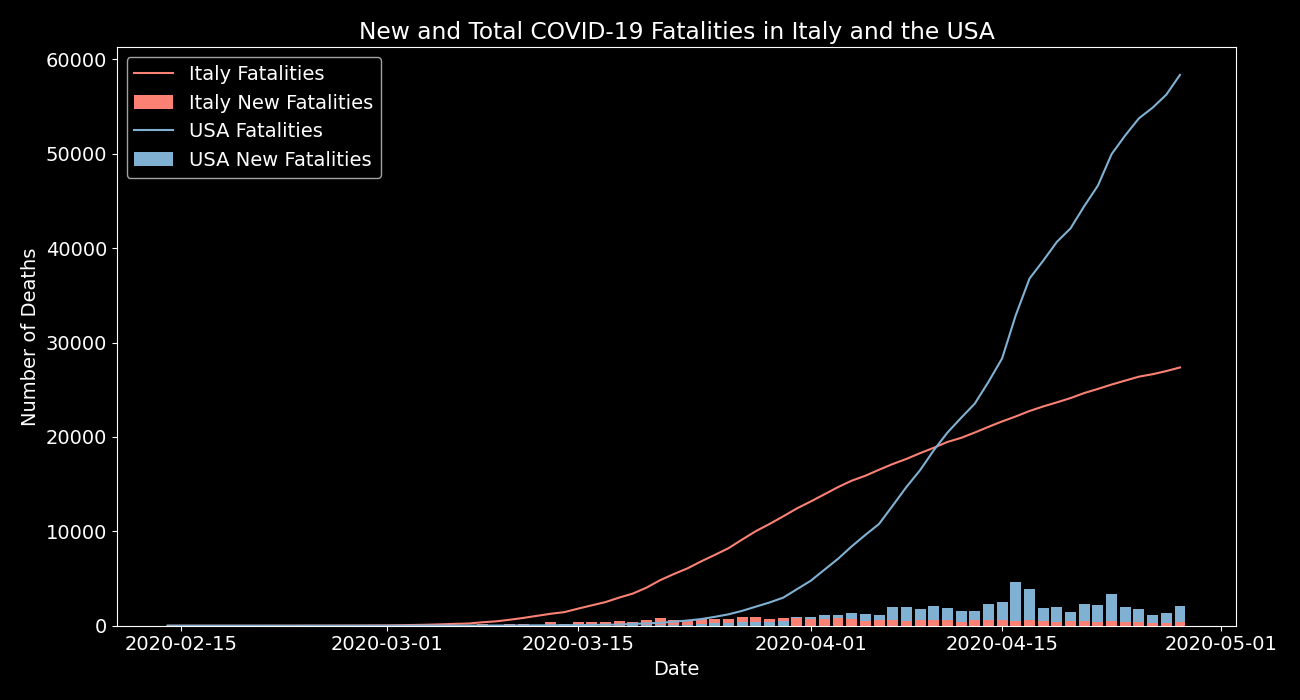 New and Total COVID-19 Fatalities in Italy and the USA
Italy Fatalities
Italy New Fatalities
USA Fatalities
USA New Fatalities
Number of Deaths
60000
50000
40000
30000
20000
10000
0
2020-02-15 2020-03-01 2020-03-15 2020-04-01 2020-04-15 2020-05-01
Date